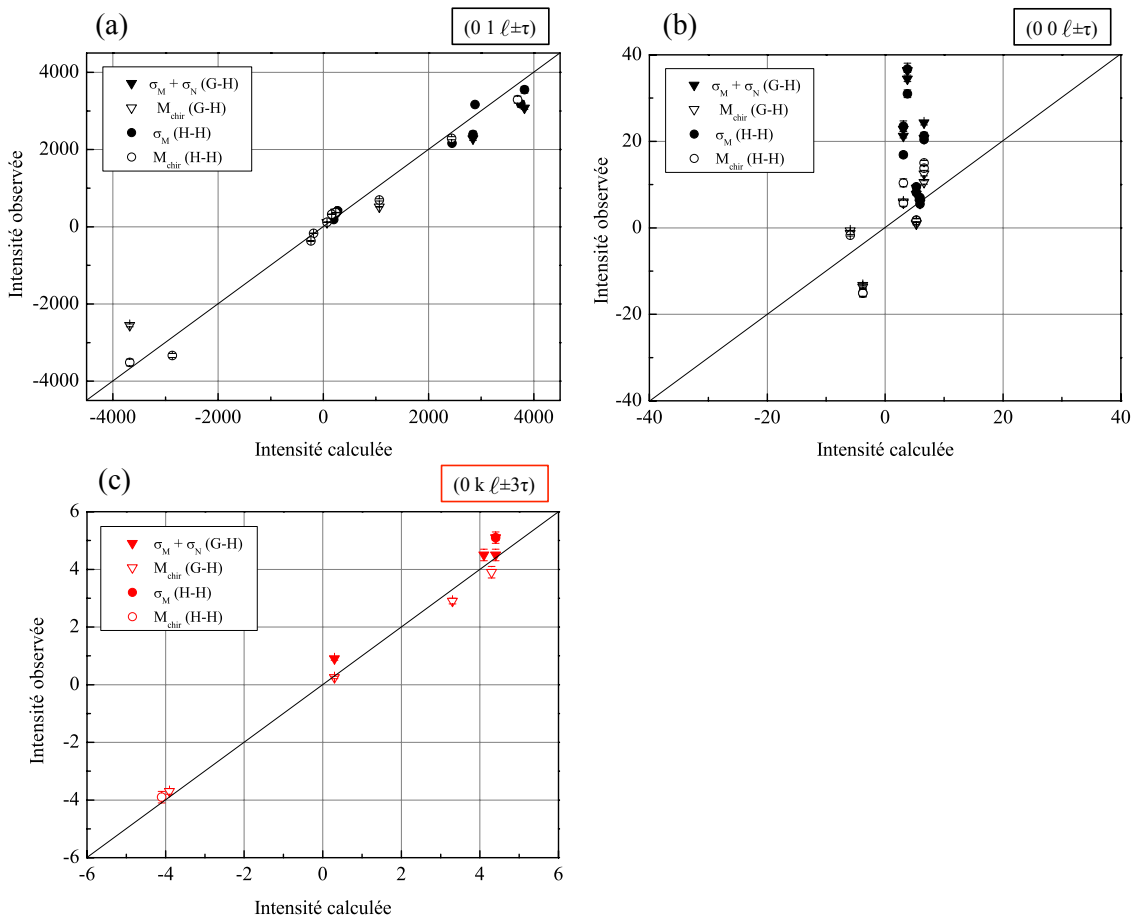 (a)
(0 1 ℓ±τ)
4000
2000
0
-2000
-4000
Intensité observée
σM + σN (G-H)
Mchir (G-H)
σM (H-H)
Mchir (H-H)
-4000 -2000 0 2000 4000
Intensité calculée
(b)
(0 0 ℓ±τ)
40
20
0
-20
-40
Intensité observée
σM + σN (G-H)
Mchir (G-H)
σM (H-H)
Mchir (H-H)
-40 -20 0 20 40
Intensité calculée
(c)
(0 k ℓ±3τ)
6
4
2
0
-2
-4
-6
Intensité observée
σM + σN (G-H)
Mchir (G-H)
σM (H-H)
Mchir (H-H)
-6 -4 -2 0 2 4 6
Intensité calculée